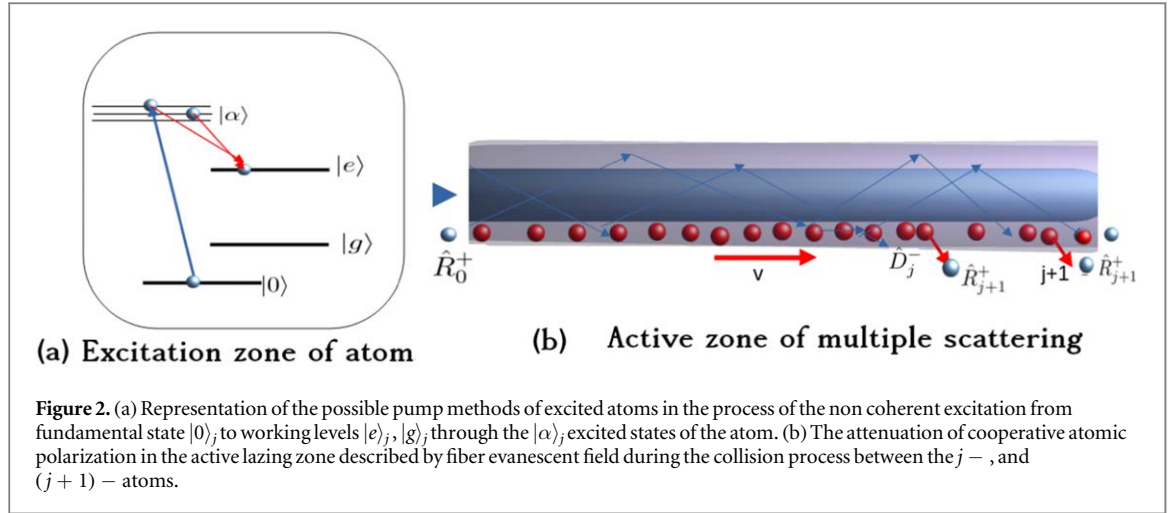 |α⟩
|e⟩
|g⟩
|0⟩
(a) Excitation zone of atom
R̂₀⁺
v
D̂ⱼ⁻
R̂ⱼ₊₁⁺
j+1
R̂ⱼ₊₁⁺
(b) Active zone of multiple scattering
Figure 2. (a) Representation of the possible pump methods of excited atoms in the process of the non coherent excitation from
fundamental state |0⟩ⱼ to working levels |e⟩ⱼ, |g⟩ⱼ through the |α⟩ⱼ excited states of the atom. (b) The attenuation of cooperative atomic
polarization in the active lazing zone described by fiber evanescent field during the collision process between the j − , and
(j + 1) − atoms.